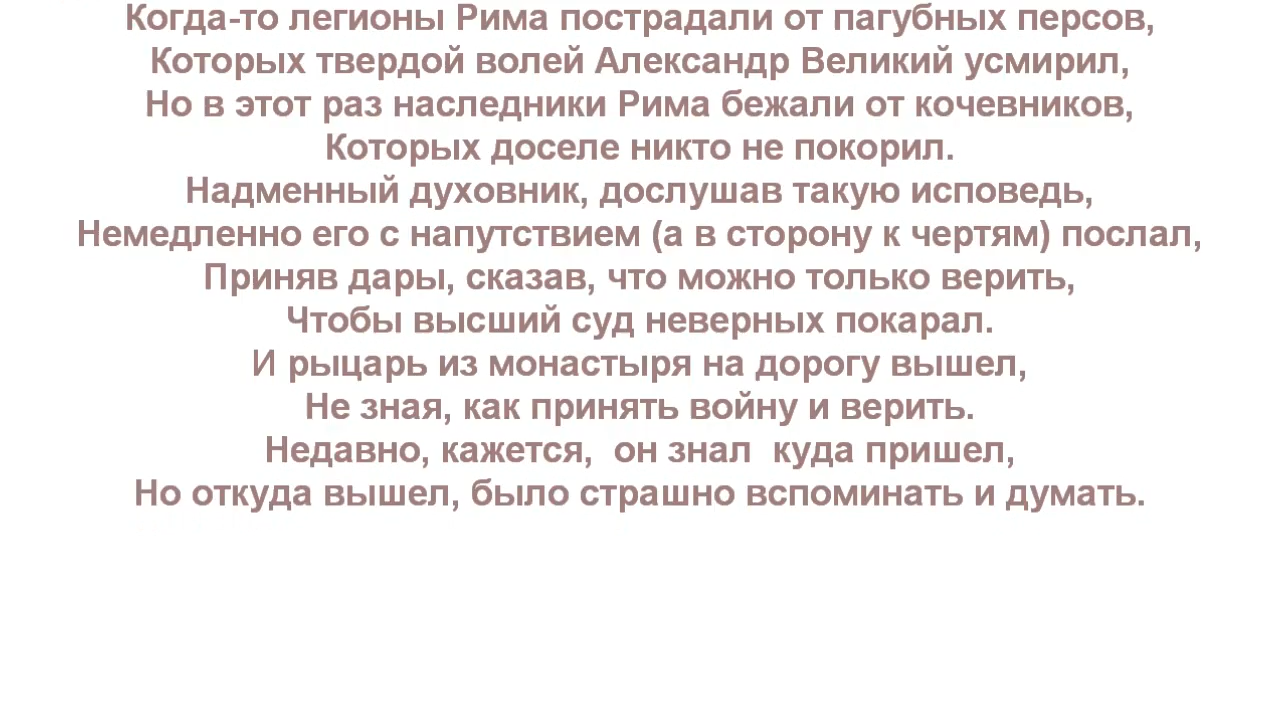 Когда-то легионы Рима пострадали от пагубных персов,
Которых твердой волей Александр Великий усмирил,
Но в этот раз наследники Рима бежали от кочевников,
Которых доселе никто не покорил.
Надменный духовник, дослушав такую исповедь,
Немедленно его с напутствием (а в сторону к чертям) послал,
Приняв дары, сказав, что можно только верить,
Чтобы высший суд неверных покарал.
И рыцарь из монастыря на дорогу вышел,
Не зная, как принять войну и верить.
Недавно, кажется,  он знал  куда пришел,
Но откуда вышел, было страшно вспоминать и думать.